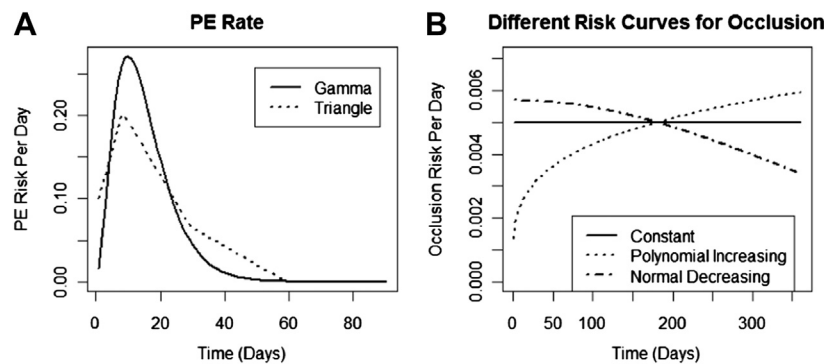 A
PE Rate
PE Risk Per Day
0.00
0.10
0.20
Gamma
Triangle
0
20
40
60
80
Time (Days)
B
Different Risk Curves for Occlusion
Occlusion Risk Per Day
0.000
0.002
0.004
0.006
Constant
Polynomial Increasing
Normal Decreasing
0
50
100
200
300
Time (Days)